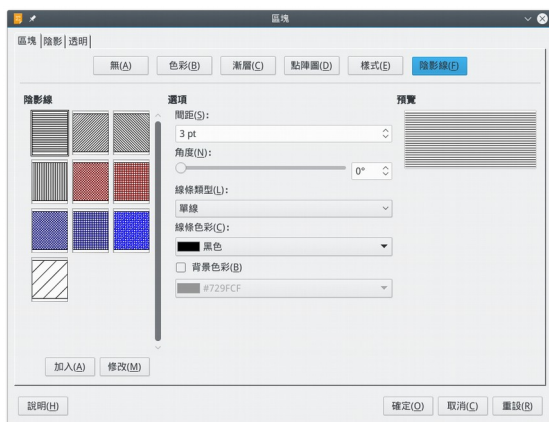 區塊
區塊 陰影 透明
無(A) 色彩(B) 漸層(C) 點陣圖(D) 樣式(E) 陰影線(F)
陰影線
選項
間距(S):
3 pt
角度(N):
0°
線條類型(L):
單線
線條色彩(C):
黑色
背景色彩(B)
#729FCF
預覽
加入(A) 修改(M)
說明(H) 確定(O) 取消(C) 重設(R)